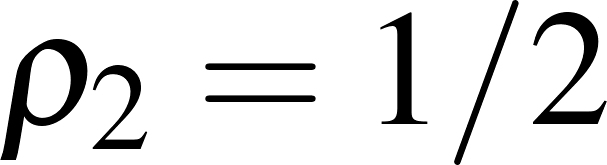 ρ₂ = 1/2